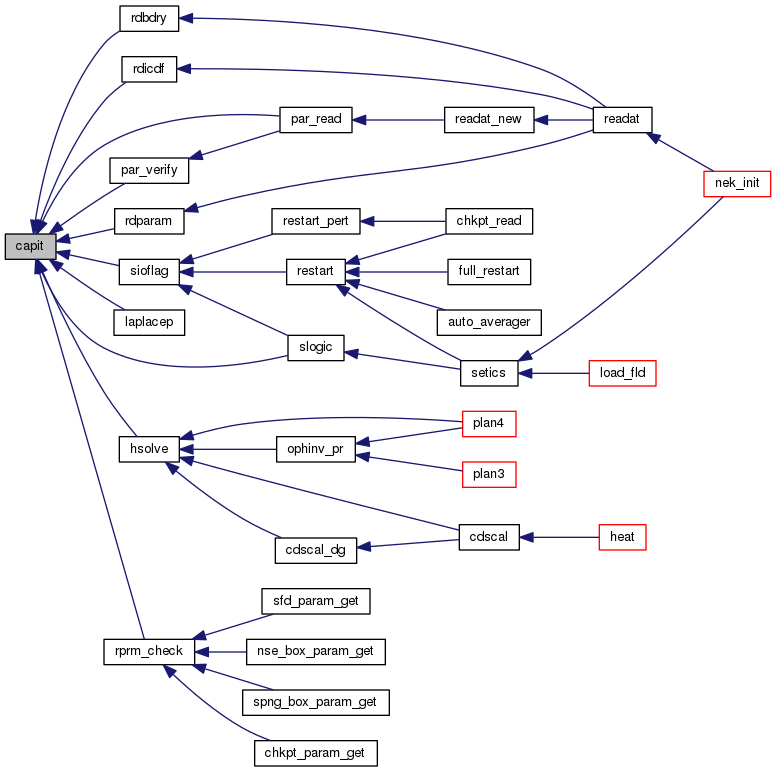 rdbdry
rdicdf
par_read
readat_new
readat
par_verify
nek_init
rdparam
restart_pert
chkpt_read
capit
sioflag
restart
full_restart
laplacep
auto_averager
slogic
setics
load_fld
plan4
hsolve
ophinv_pr
plan3
cdscal
heat
cdscal_dg
sfd_param_get
rprm_check
nse_box_param_get
spng_box_param_get
chkpt_param_get